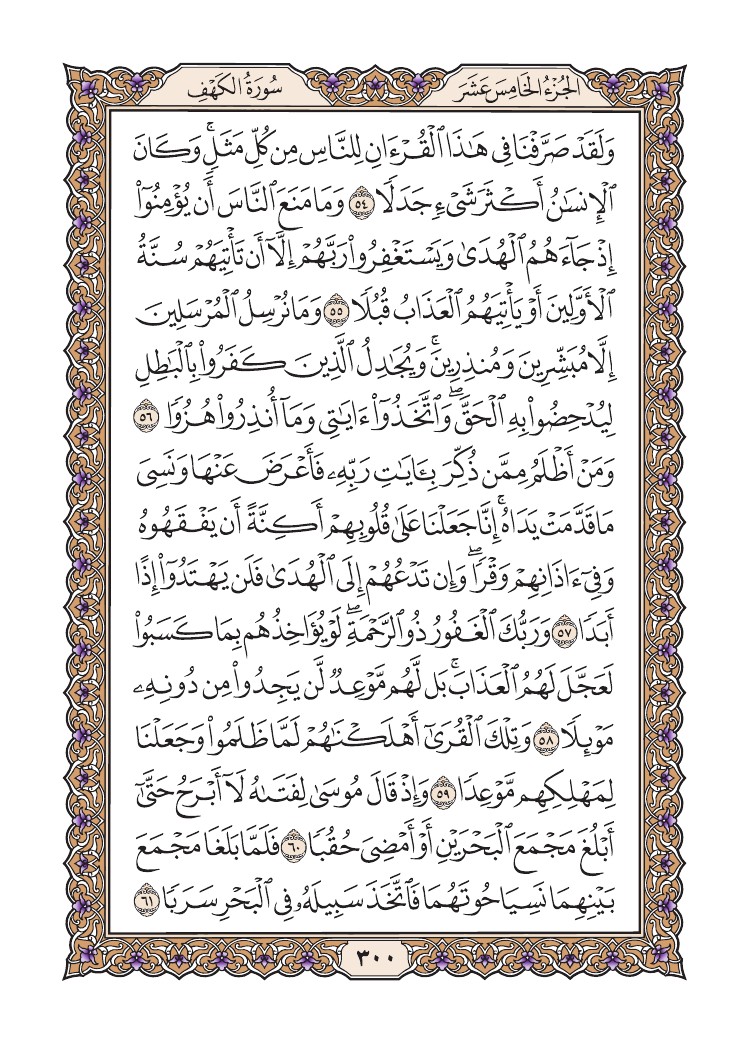 الجُزْءُ الخَامِسَ عَشَرَ
سُورَةُ الكَهْفِ
وَلَقَدْ صَرَّفْنَا فِي هَٰذَا ٱلْقُرْءَانِ لِلنَّاسِ مِن كُلِّ مَثَلٍۚ وَكَانَ
ٱلْإِنسَٰنُ أَكْثَرَ شَىْءٍ جَدَلًا ٥٤ وَمَا مَنَعَ ٱلنَّاسَ أَن يُؤْمِنُوٓا۟
إِذْ جَآءَهُمُ ٱلْهُدَىٰ وَيَسْتَغْفِرُوا۟ رَبَّهُمْ إِلَّآ أَن تَأْتِيَهُمْ سُنَّةُ
ٱلْأَوَّلِينَ أَوْ يَأْتِيَهُمُ ٱلْعَذَابُ قُبُلًا ٥٥ وَمَا نُرْسِلُ ٱلْمُرْسَلِينَ
إِلَّا مُبَشِّرِينَ وَمُنذِرِينَۚ وَيُجَٰدِلُ ٱلَّذِينَ كَفَرُوا۟ بِٱلْبَٰطِلِ
لِيُدْحِضُوا۟ بِهِ ٱلْحَقَّۖ وَٱتَّخَذُوٓا۟ ءَايَٰتِى وَمَآ أُنذِرُوا۟ هُزُوًا ٥٦
وَمَنْ أَظْلَمُ مِمَّن ذُكِّرَ بِـَٔايَٰتِ رَبِّهِۦ فَأَعْرَضَ عَنْهَا وَنَسِىَ
مَا قَدَّمَتْ يَدَاهُۚ إِنَّا جَعَلْنَا عَلَىٰ قُلُوبِهِمْ أَكِنَّةً أَن يَفْقَهُوهُ
وَفِىٓ ءَاذَانِهِمْ وَقْرًاۖ وَإِن تَدْعُهُمْ إِلَى ٱلْهُدَىٰ فَلَن يَهْتَدُوٓا۟ إِذًا
أَبَدًا ٥٧ وَرَبُّكَ ٱلْغَفُورُ ذُو ٱلرَّحْمَةِۖ لَوْ يُؤَاخِذُهُم بِمَا كَسَبُوا۟
لَعَجَّلَ لَهُمُ ٱلْعَذَابَۚ بَل لَّهُم مَّوْعِدٌ لَّن يَجِدُوا۟ مِن دُونِهِۦ
مَوْئِلًا ٥٨ وَتِلْكَ ٱلْقُرَىٰٓ أَهْلَكْنَٰهُمْ لَمَّا ظَلَمُوا۟ وَجَعَلْنَا
لِمَهْلِكِهِم مَّوْعِدًا ٥٩ وَإِذْ قَالَ مُوسَىٰ لِفَتَىٰهُ لَآ أَبْرَحُ حَتَّىٰٓ
أَبْلُغَ مَجْمَعَ ٱلْبَحْرَيْنِ أَوْ أَمْضِىَ حُقُبًا ٦٠ فَلَمَّا بَلَغَا مَجْمَعَ
بَيْنِهِمَا نَسِيَا حُوتَهُمَا فَٱتَّخَذَ سَبِيلَهُۥ فِى ٱلْبَحْرِ سَرَبًا ٦١
٣٠٠